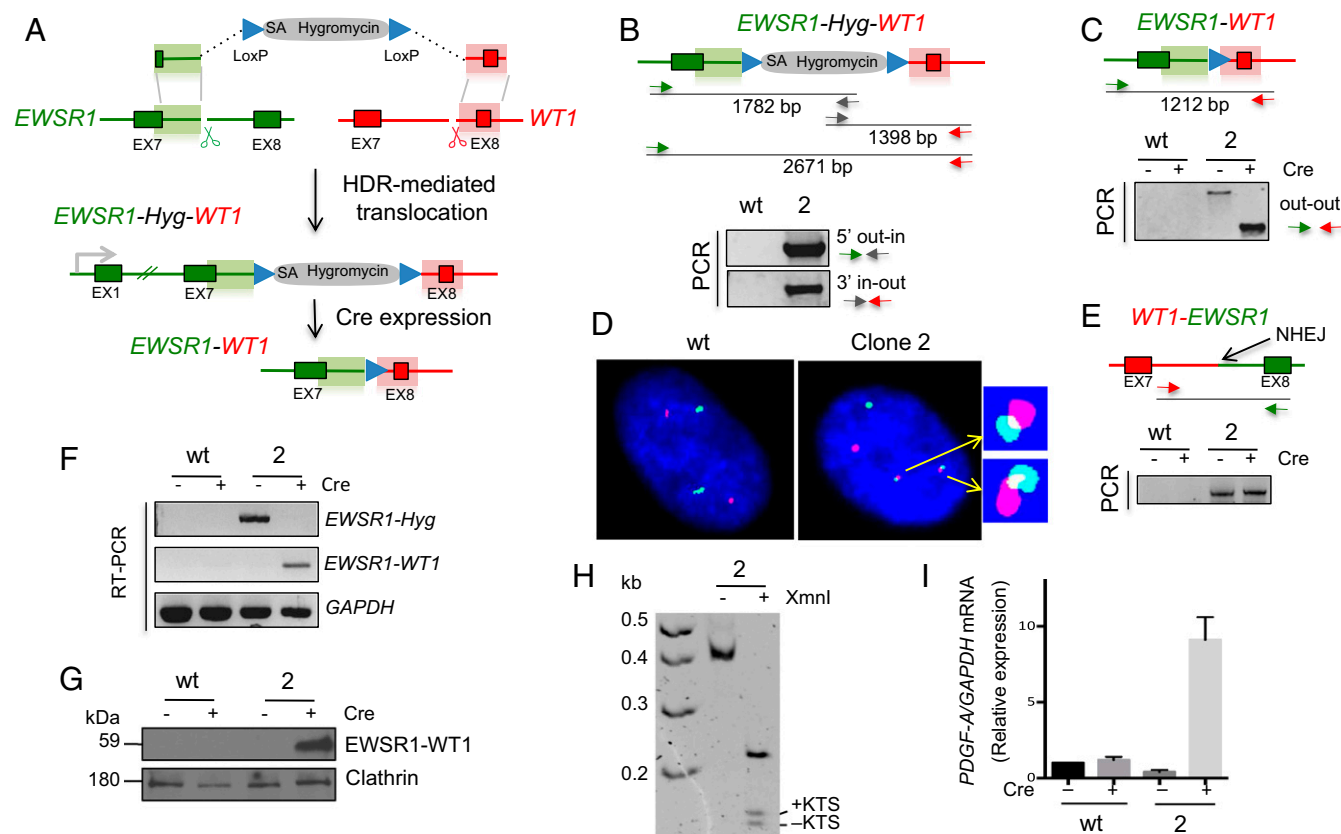 A
SA Hygromycin
LoxP LoxP
EWSR1 WT1
EX7 EX8 EX7 EX8
HDR-mediated
translocation
EWSR1-Hyg-WT1
SA Hygromycin
EX1 EX7 EX8
Cre expression
EWSR1-WT1
EX7 EX8
B
EWSR1-Hyg-WT1
SA Hygromycin
1782 bp
1398 bp
2671 bp
wt 2
PCR
5' out-in
3' in-out
C
EWSR1-WT1
1212 bp
wt 2
- + - + Cre
PCR
out-out
D
wt Clone 2
E
WT1-EWSR1
NHEJ
EX7 EX8
wt 2
- + - + Cre
PCR
F
wt 2
- + - + Cre
RT-PCR
EWSR1-Hyg
EWSR1-WT1
GAPDH
G
wt 2
kDa - + - + Cre
59 EWSR1-WT1
180 Clathrin
H
2
kb - + XmnI
0.5
0.4
0.3
0.2
+KTS
–KTS
I
PDGF-A/GAPDH mRNA
(Relative expression)
10
5
0
Cre – + – +
wt 2